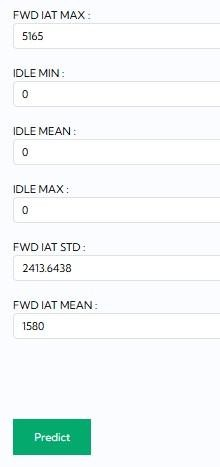 FWD IAT MAX :
5165
IDLE MIN :
0
IDLE MEAN :
0
IDLE MAX :
0
FWD IAT STD :
2413.6438
FWD IAT MEAN :
1580
Predict